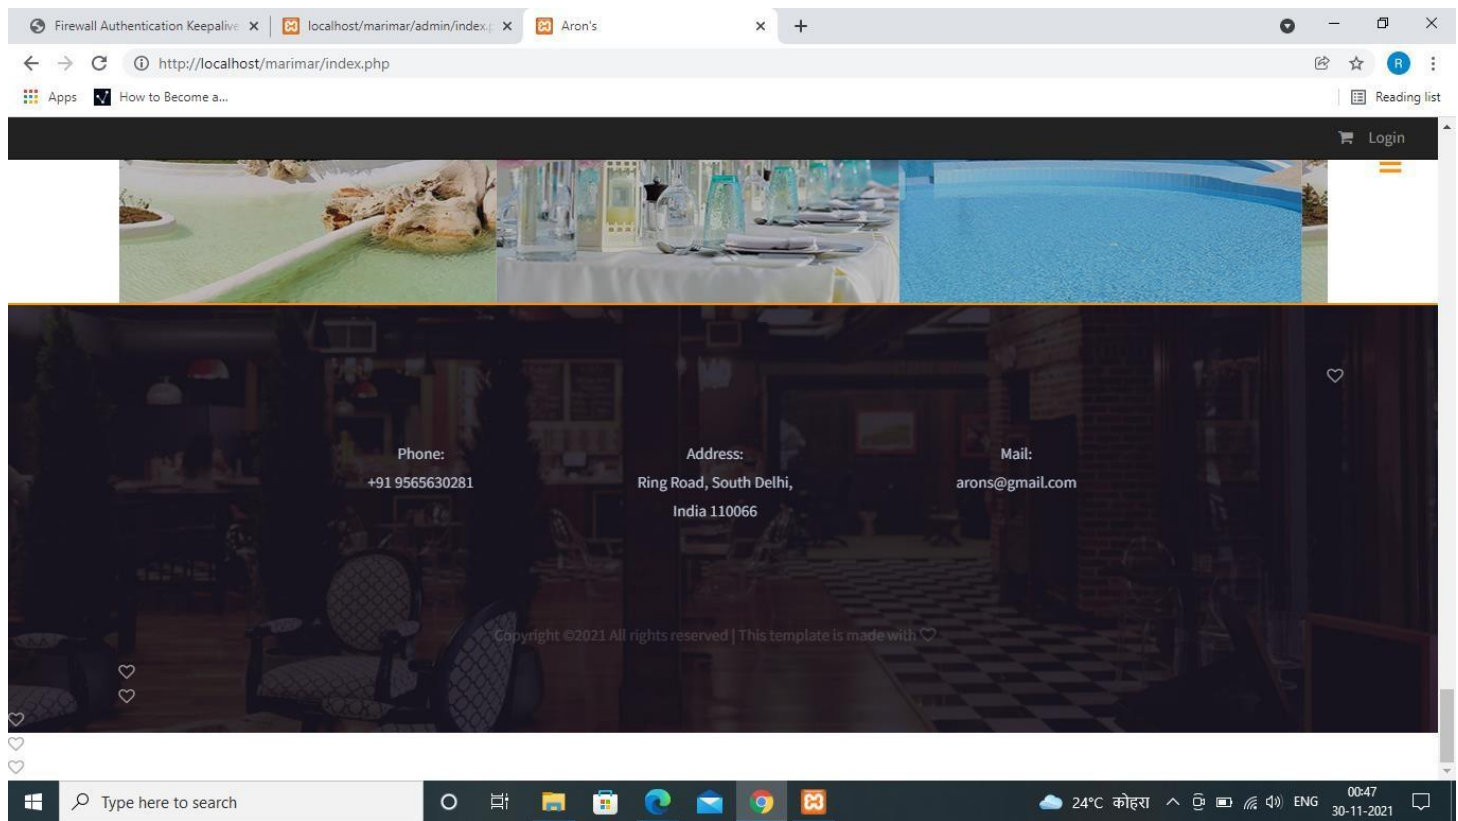 Firewall Authentication Keepalive
localhost/marimar/admin/index.p
Aron's
http://localhost/marimar/index.php
R
Apps
How to Become a...
Reading list
Login
Phone:
+91 9565630281
Address:
Ring Road, South Delhi,
India 110066
Mail:
arons@gmail.com
Copyright ©2021 All rights reserved | This template is made with ♡
Type here to search
24°C कोहरा
ENG
00:47
30-11-2021